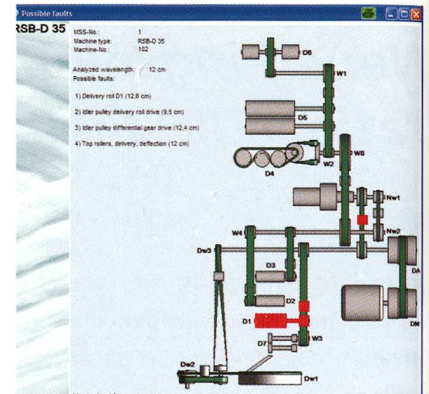 Possible faults
RSB-D 35
MSS-No.: 1
Machine type: RSB-D 35
Machine-No.: 102
Analyzed wavelength: 12 cm
Possible faults:
1) Delivery roll D1 (12,6 cm)
2) Idler pulley delivery roll drive (9,5 cm)
3) Idler pulley differential gear drive (12,4 cm)
4) Top rollers, delivery, deflection (12 cm)
D6
W1
D5
D4
W2
W6
Nw1
W4
Nw2
Dw3
D3
DA
D2
D1
DM
D7
W3
Dw2
Dw1